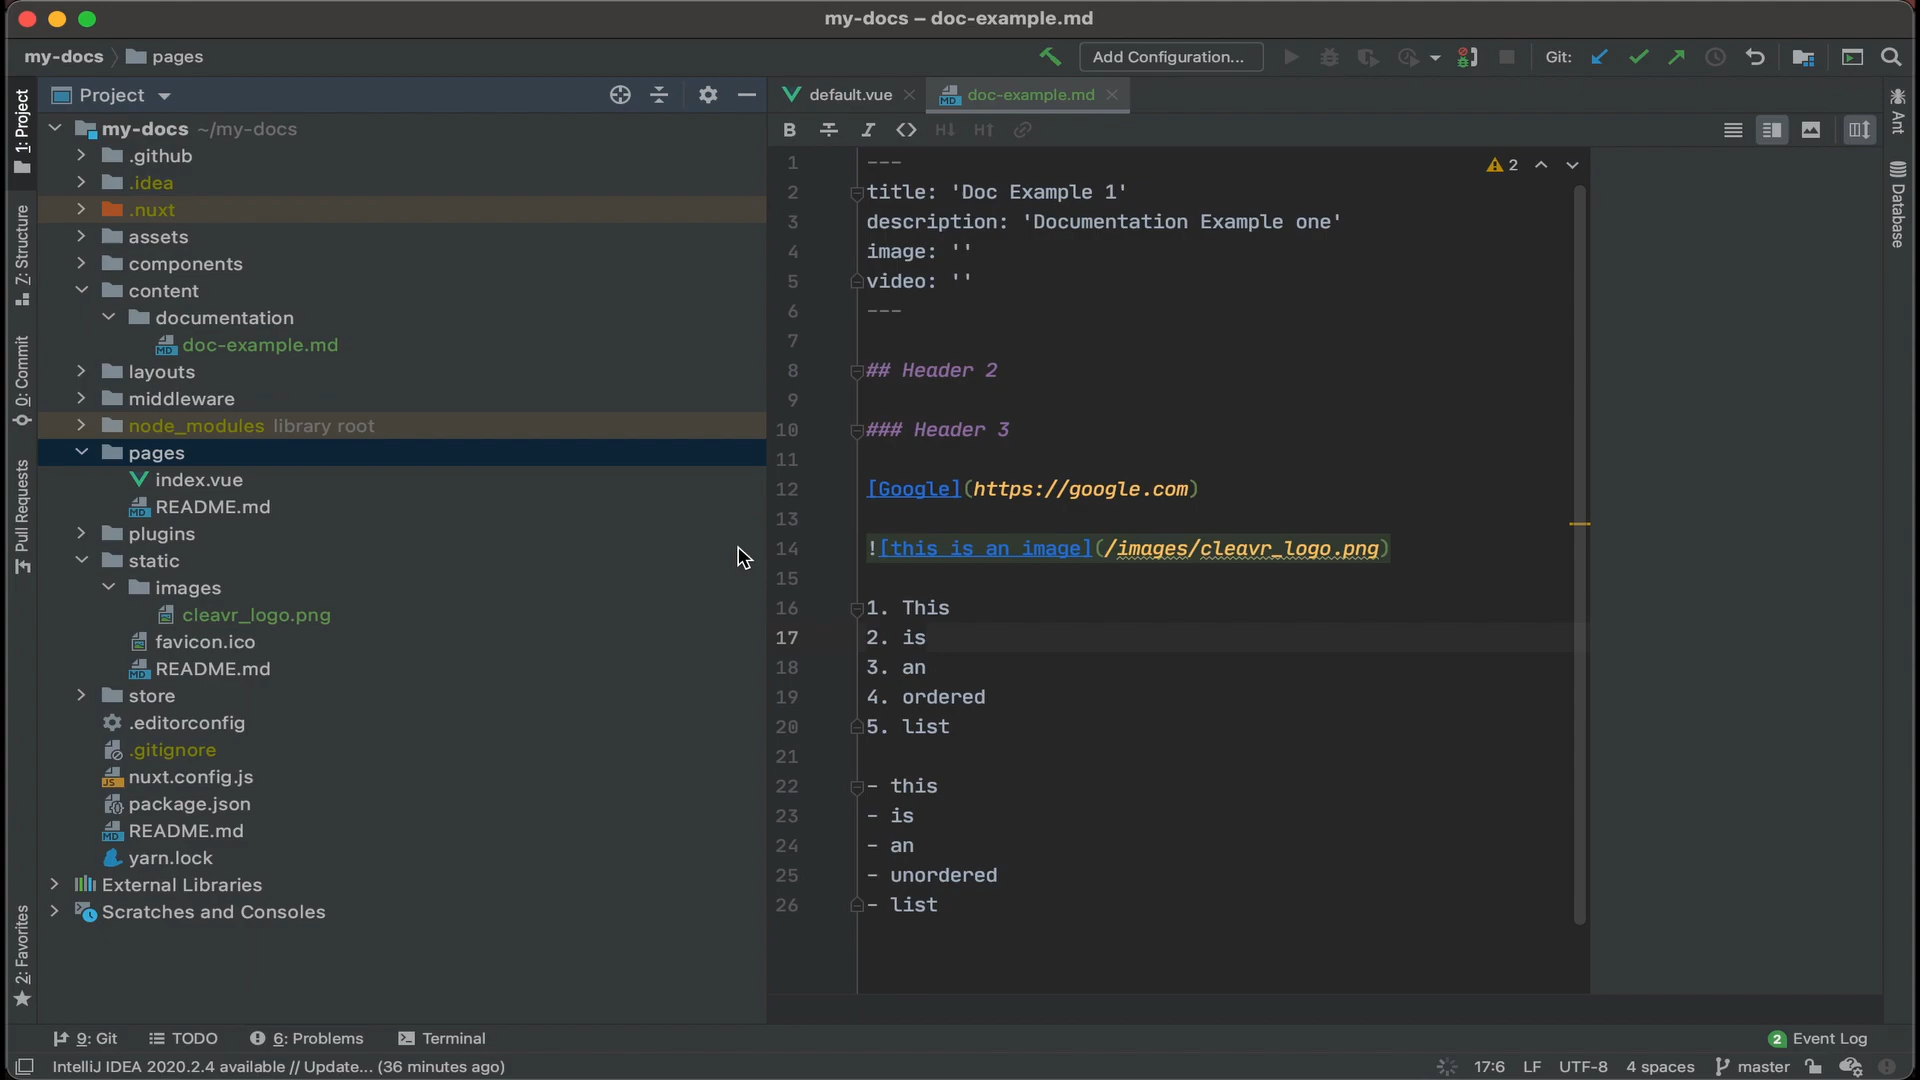 my-docs – doc-example.md
my-docs pages
Add Configuration...
Git:
1: Project
7: Structure
0: Commit
Pull Requests
2: Favorites
Project
my-docs ~/my-docs
.github
.idea
.nuxt
assets
components
content
documentation
doc-example.md
layouts
middleware
node_modules library root
pages
index.vue
README.md
plugins
static
images
cleavr_logo.png
favicon.ico
README.md
store
.editorconfig
.gitignore
nuxt.config.js
package.json
README.md
yarn.lock
External Libraries
Scratches and Consoles
default.vue
doc-example.md
B I <> H↓ H↑
2
1 ---
2 title: 'Doc Example 1'
3 description: 'Documentation Example one'
4 image: ''
5 video: ''
6 ---
7
8 ## Header 2
9
10 ### Header 3
11
12 [Google](https://google.com)
13
14 ![this is an image](/images/cleavr_logo.png)
15
16 1. This
17 2. is
18 3. an
19 4. ordered
20 5. list
21
22 - this
23 - is
24 - an
25 - unordered
26 - list
Ant
Database
9: Git
TODO
6: Problems
Terminal
2 Event Log
IntelliJ IDEA 2020.2.4 available // Update... (36 minutes ago)
17:6 LF UTF-8 4 spaces master